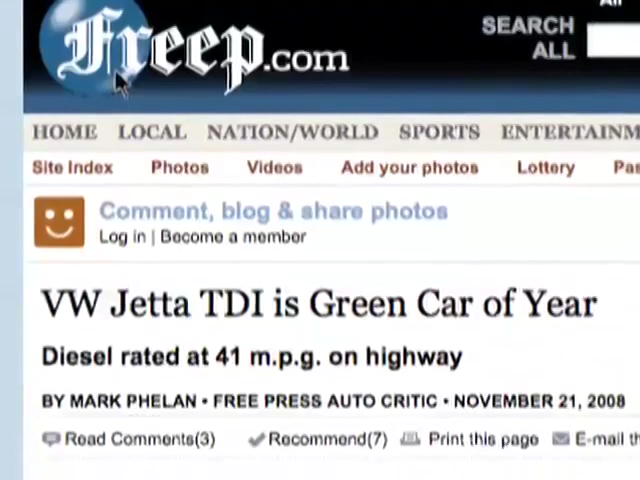 Freep.com
SEARCH
ALL
HOME LOCAL NATION/WORLD SPORTS
Site Index Photos Videos Add your photos Lottery
Comment, blog & share photos
Log in | Become a member
VW Jetta TDI is Green Car of Year
Diesel rated at 41 m.p.g. on highway
BY MARK PHELAN • FREE PRESS AUTO CRITIC • NOVEMBER 21, 2008
Read Comments(3) Recommend(7) Print this page E-mail